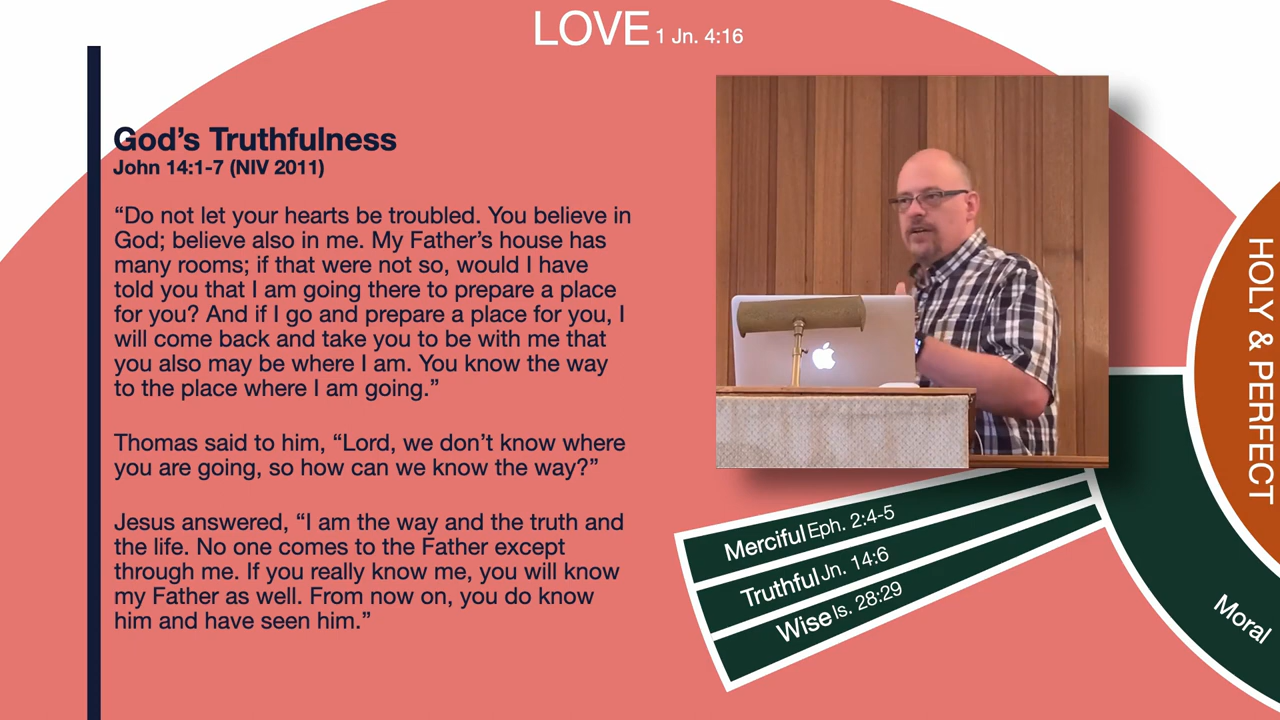 LOVE 1 Jn. 4:16
God’s Truthfulness
John 14:1-7 (NIV 2011)
“Do not let your hearts be troubled. You believe in
God; believe also in me. My Father’s house has
many rooms; if that were not so, would I have
told you that I am going there to prepare a place
for you? And if I go and prepare a place for you, I
will come back and take you to be with me that
you also may be where I am. You know the way
to the place where I am going.”
Thomas said to him, “Lord, we don’t know where
you are going, so how can we know the way?”
Jesus answered, “I am the way and the truth and
the life. No one comes to the Father except
through me. If you really know me, you will know
my Father as well. From now on, you do know
him and have seen him.”
Merciful Eph. 2:4-5
Truthful Jn. 14:6
Wise Is. 28:29
HOLY & PERFECT
Moral